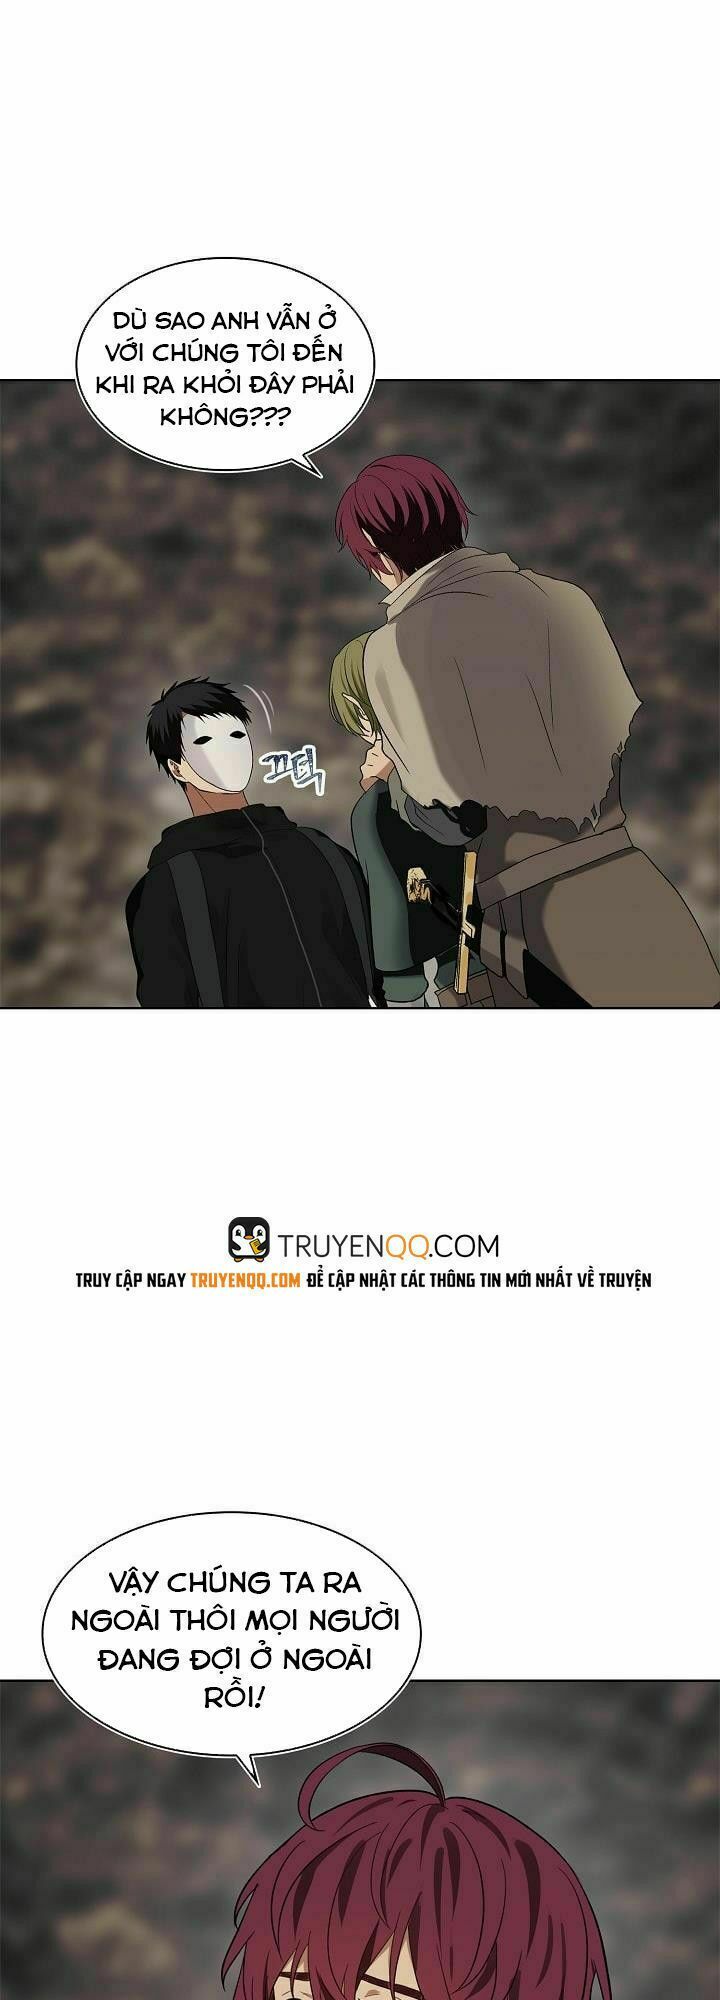 DÙ SAO ANH VẪN Ở
VỚI CHÚNG TÔI ĐẾN
KHI RA KHỎI ĐÂY PHẢI
KHÔNG???
끄덕
TRUYENQQ.COM
TRUY CẬP NGAY TRUYENQQ.COM ĐỂ CẬP NHẬT CÁC THÔNG TIN MỚI NHẤT VỀ TRUYỆN
VẬY CHÚNG TA RA
NGOÀI THÔI MỌI NGƯỜI
ĐANG ĐỢI Ở NGOÀI
RỒI!